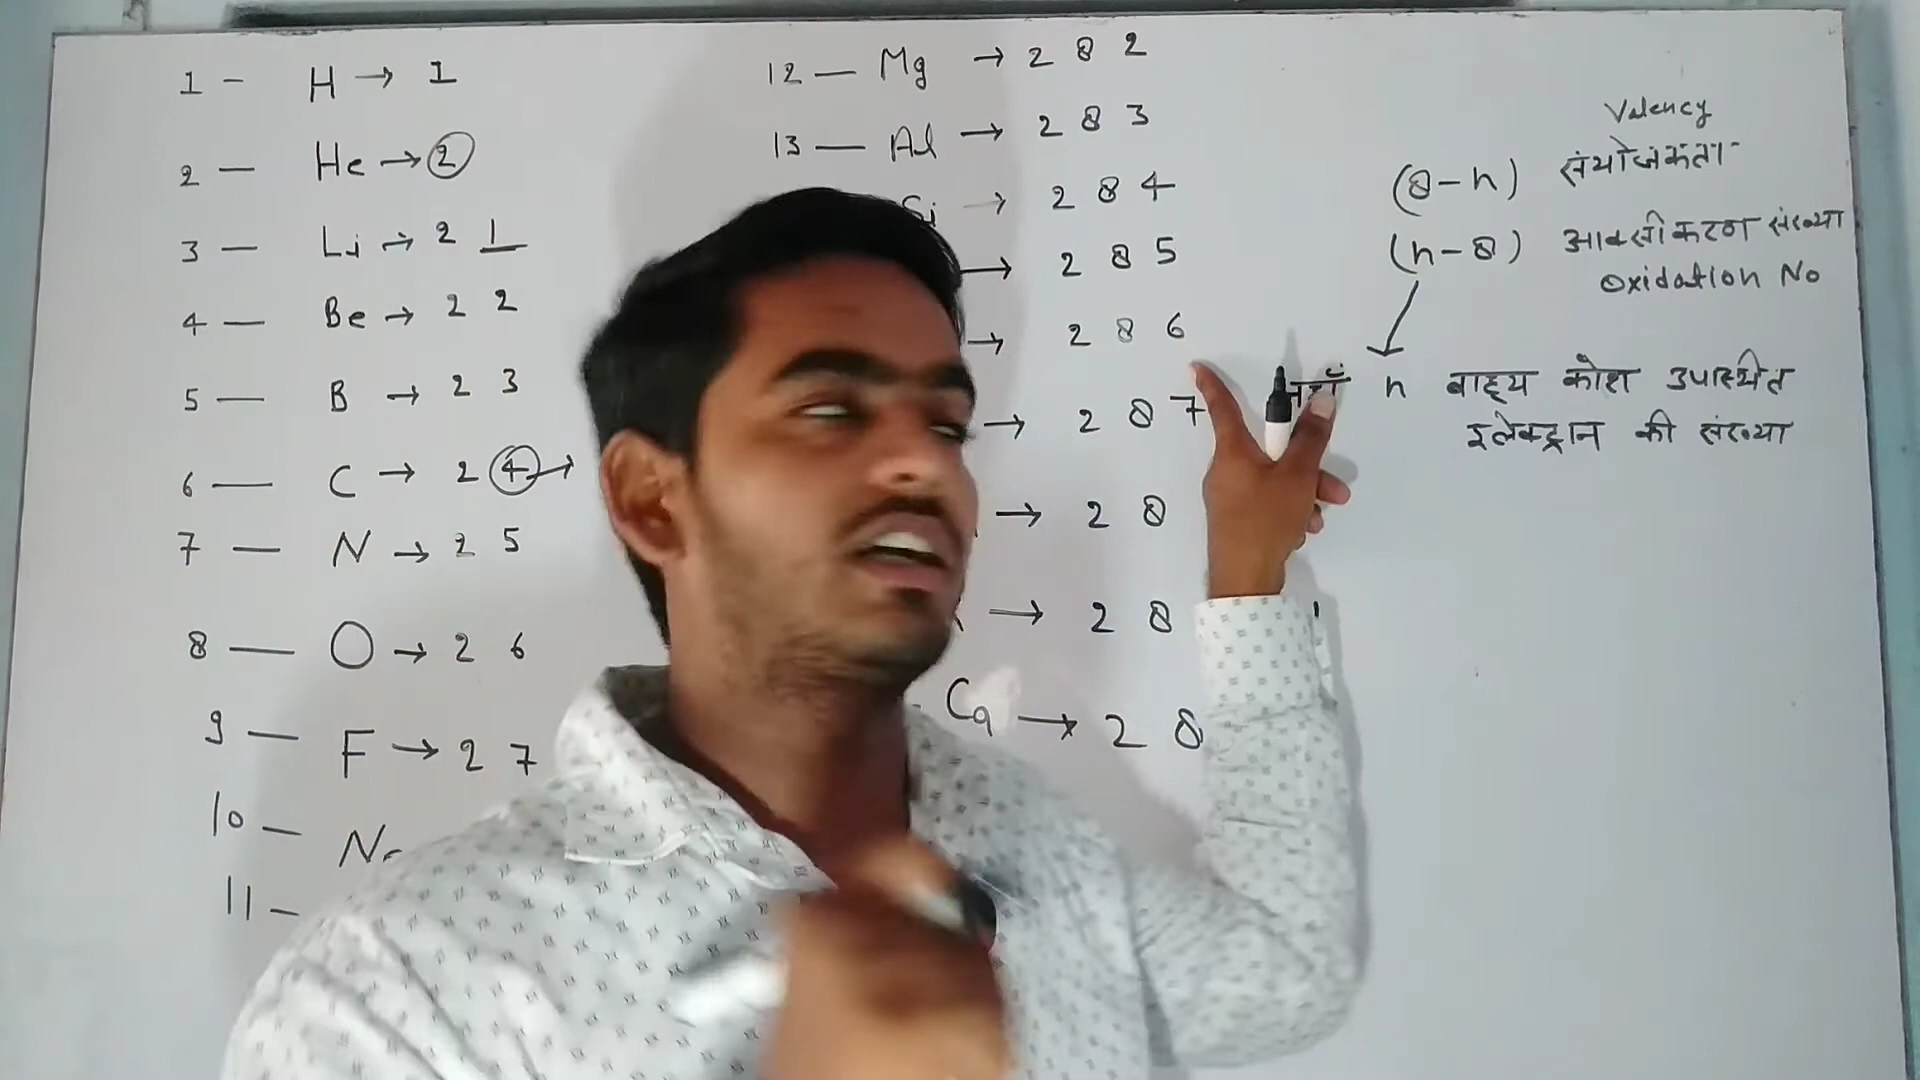 1 - H → 1
2 — He → 2
3 — Li → 2 1
4 — Be → 2 2
5 — B → 2 3
6 — C → 2 4 →
7 — N → 2 5
8 — O → 2 6
9 — F → 2 7
10 —
11 —
12 — Mg → 2 8 2
13 — Al → 2 8 3
Si → 2 8 4
→ 2 8 5
→ 2 8 6
→ 2 8 7
→ 2 8
→ 2 8
Ca → 2 8
Valency
(8-n) संयोजकता
(n-8) आक्सीकरण संख्या
Oxidation No
n बाह्य कोश उपस्थित
इलेक्ट्रान की संख्या